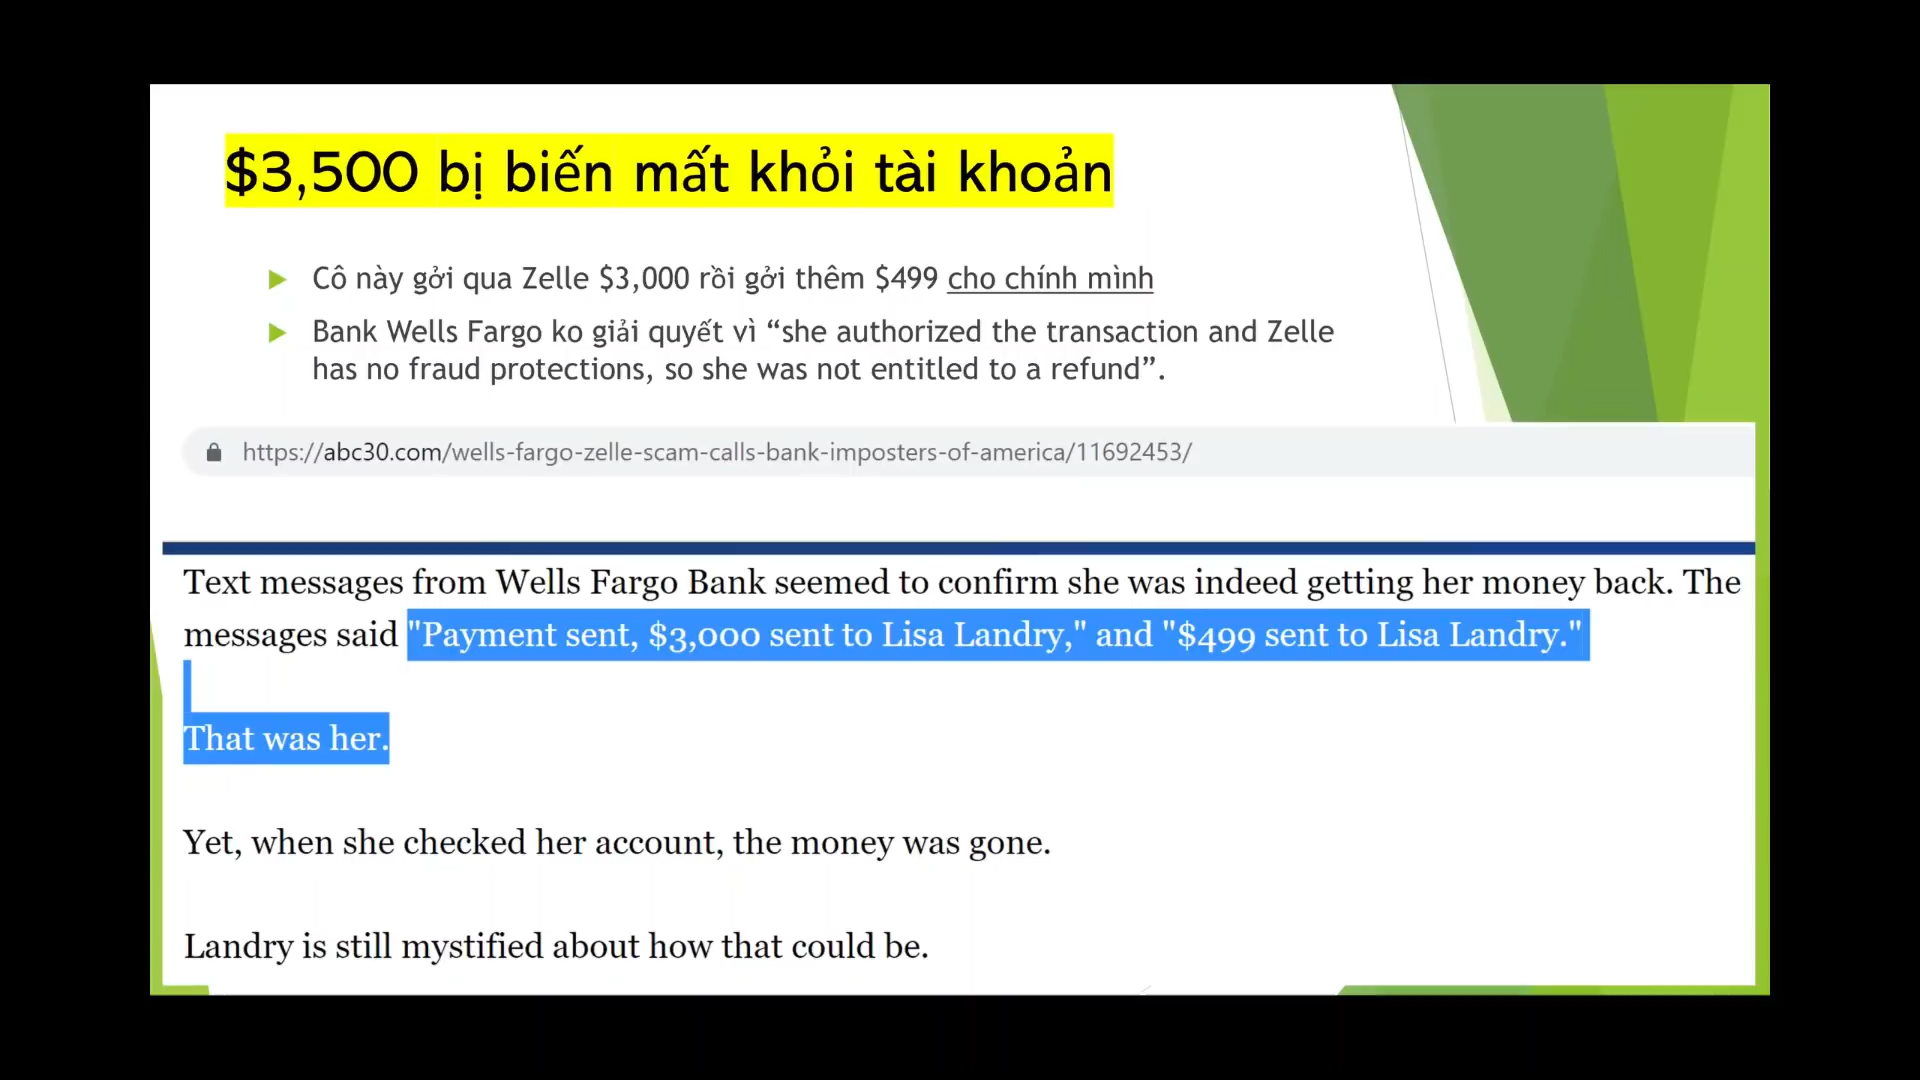 $3,500 bị biến mất khỏi tài khoản
Cô này gởi qua Zelle $3,000 rồi gởi thêm $499 cho chính mình
Bank Wells Fargo ko giải quyết vì “she authorized the transaction and Zelle
has no fraud protections, so she was not entitled to a refund”.
https://abc30.com/wells-fargo-zelle-scam-calls-bank-imposters-of-america/11692453/
Text messages from Wells Fargo Bank seemed to confirm she was indeed getting her money back. The
messages said "Payment sent, $3,000 sent to Lisa Landry," and "$499 sent to Lisa Landry."
That was her.
Yet, when she checked her account, the money was gone.
Landry is still mystified about how that could be.